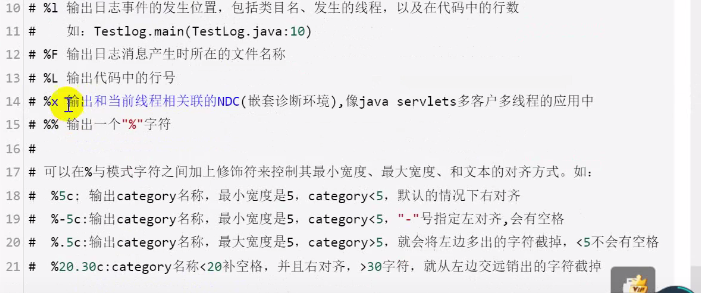 10 # %l 输出日志事件的发生位置，包括类目名、发生的线程，以及在代码中的行数
11 # 如：Testlog.main(TestLog.java:10)
12 # %F 输出日志消息产生时所在的文件名称
13 # %L 输出代码中的行号
14 # %x 输出和当前线程相关联的NDC(嵌套诊断环境),像java servlets多客户多线程的应用中
15 # %% 输出一个"%"字符
16 #
17 # 可以在%与模式字符之间加上修饰符来控制其最小宽度、最大宽度、和文本的对齐方式。如:
18 # %5c: 输出category名称，最小宽度是5，category<5，默认的情况下右对齐
19 # %-5c:输出category名称，最小宽度是5，category<5，"-"号指定左对齐,会有空格
20 # %.5c:输出category名称，最大宽度是5，category>5，就会将左边多出的字符截掉，<5不会有空格
21 # %20.30c:category名称<20补空格，并且右对齐，>30字符，就从左边交远销出的字符截掉